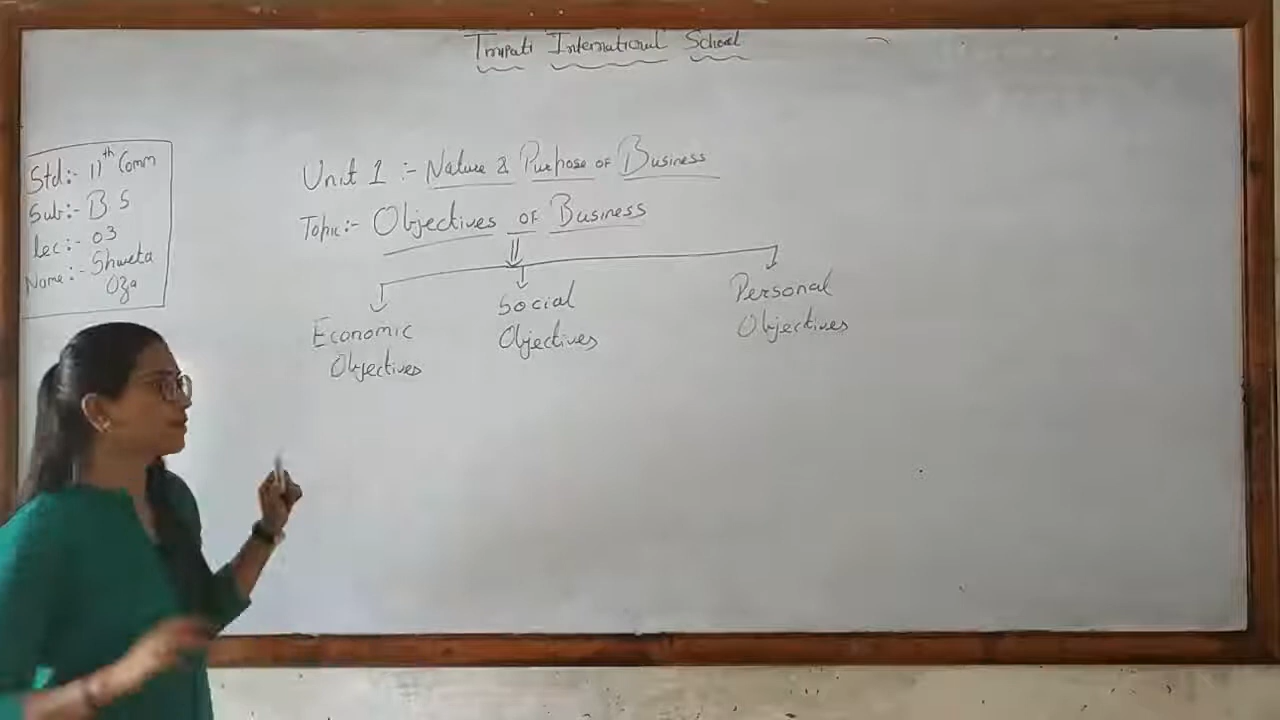 Tirupati International School
Std:- 11th Comm
Sub:- B S
Lec:- 03
Name:- Shweta
Oza
Unit 1 :- Nature & Purpose of Business
Topic:- Objectives of Business
Economic
Objectives
Social
Objectives
Personal
Objectives